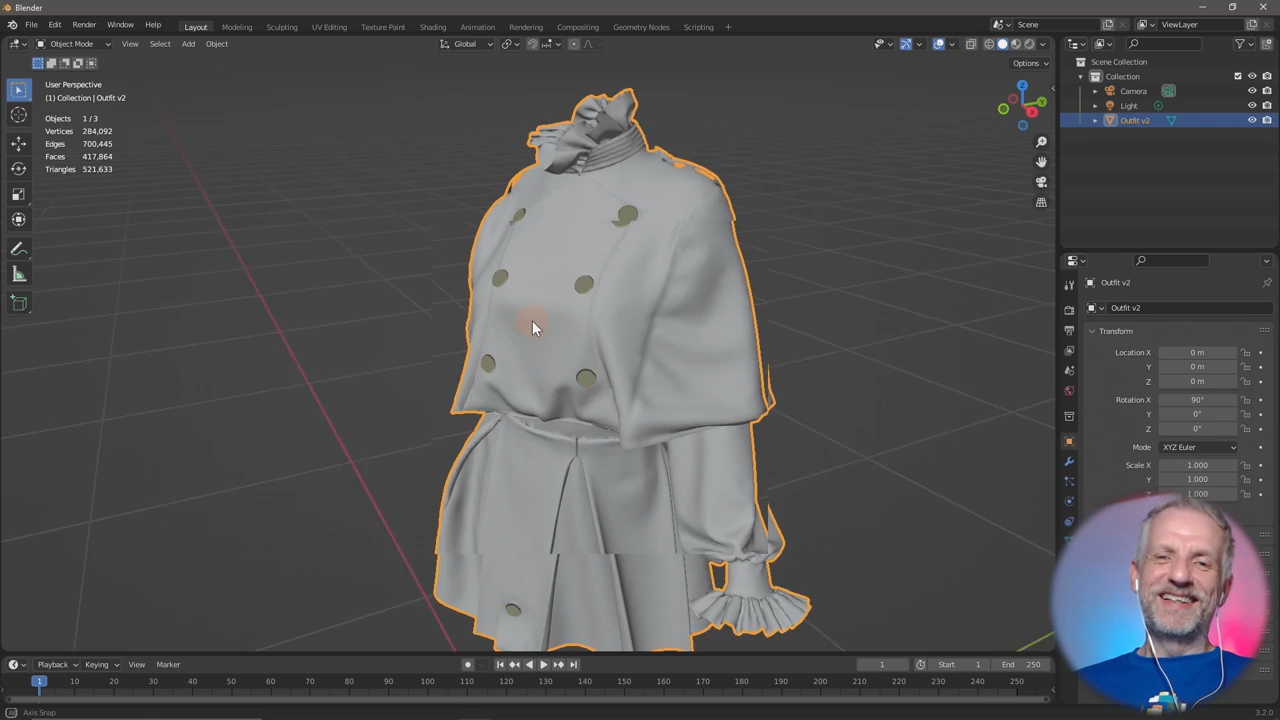 Blender
File Edit Render Window Help Layout Modeling Sculpting UV Editing Texture Paint Shading Animation Rendering Compositing Geometry Nodes Scripting + Scene ViewLayer
Object Mode View Select Add Object Global
Options
User Perspective
(1) Collection | Outfit v2
Objects 1 / 3
Vertices 284,092
Edges 700,445
Faces 417,864
Triangles 521,633
Z
Y
X
Scene Collection
Collection
Camera
Light
Outfit v2
Outfit v2
Outfit v2
Transform
Location X 0 m
Y 0 m
Z 0 m
Rotation X 90°
Y 0°
Z 0°
Mode XYZ Euler
Scale X 1.000
Y 1.000
Z 1.000
Playback Keying View Marker 1 Start 1 End 250
1 10 20 30 40 50 60 70 80 90 100 110 120 130 140 150 160 170 180 190 200 210 220 230 240 250
Axis Snap 3.2.0